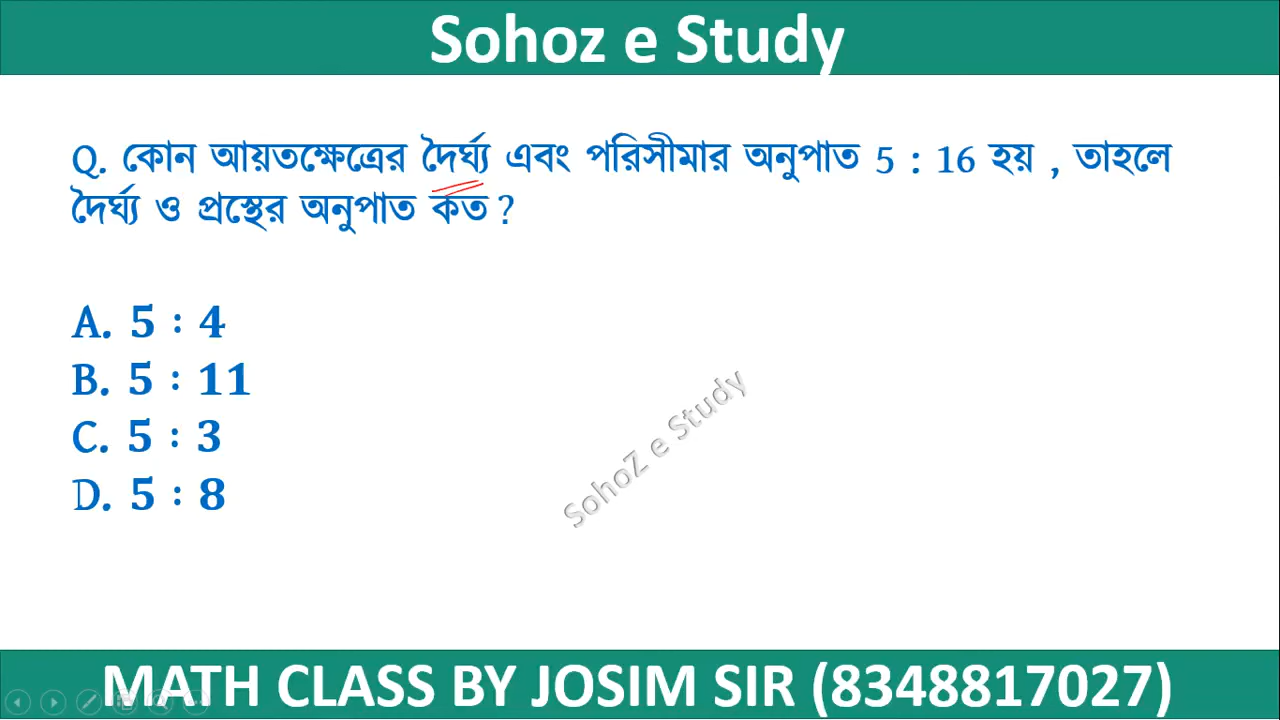 Sohoz e Study
Q. কোন আয়তক্ষেত্রের দৈর্ঘ্য এবং পরিসীমার অনুপাত 5 : 16 হয় , তাহলে
দৈর্ঘ্য ও প্রস্থের অনুপাত কত ?
A. 5 : 4
B. 5 : 11
C. 5 : 3
D. 5 : 8
SohoZ e Study
MATH CLASS BY JOSIM SIR (8348817027)